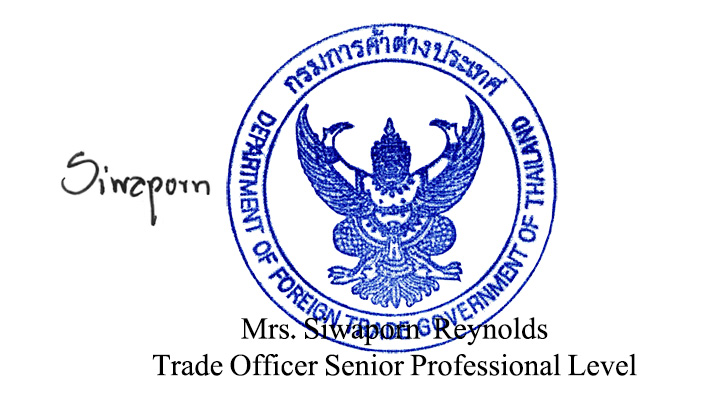 กรมการค้าต่างประเทศ
DEPARTMENT OF FOREIGN TRADE GOVERNMENT OF THAILAND
Siwaporn
Mrs. Siwaporn Reynolds
Trade Officer Senior Professional Level